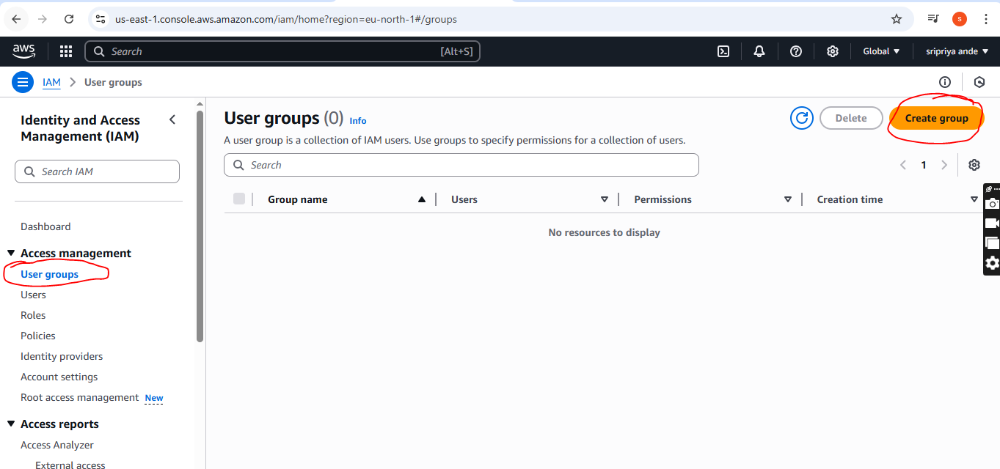 us-east-1.console.aws.amazon.com/iam/home?region=eu-north-1#/groups
s
aws
Search [Alt+S]
Global
sripriya ande
IAM > User groups
Identity and Access
Management (IAM)
Search IAM
Dashboard
Access management
User groups
Users
Roles
Policies
Identity providers
Account settings
Root access management New
Access reports
Access Analyzer
External access
User groups (0) Info
Delete
Create group
A user group is a collection of IAM users. Use groups to specify permissions for a collection of users.
Search
1
Group name Users Permissions Creation time
No resources to display